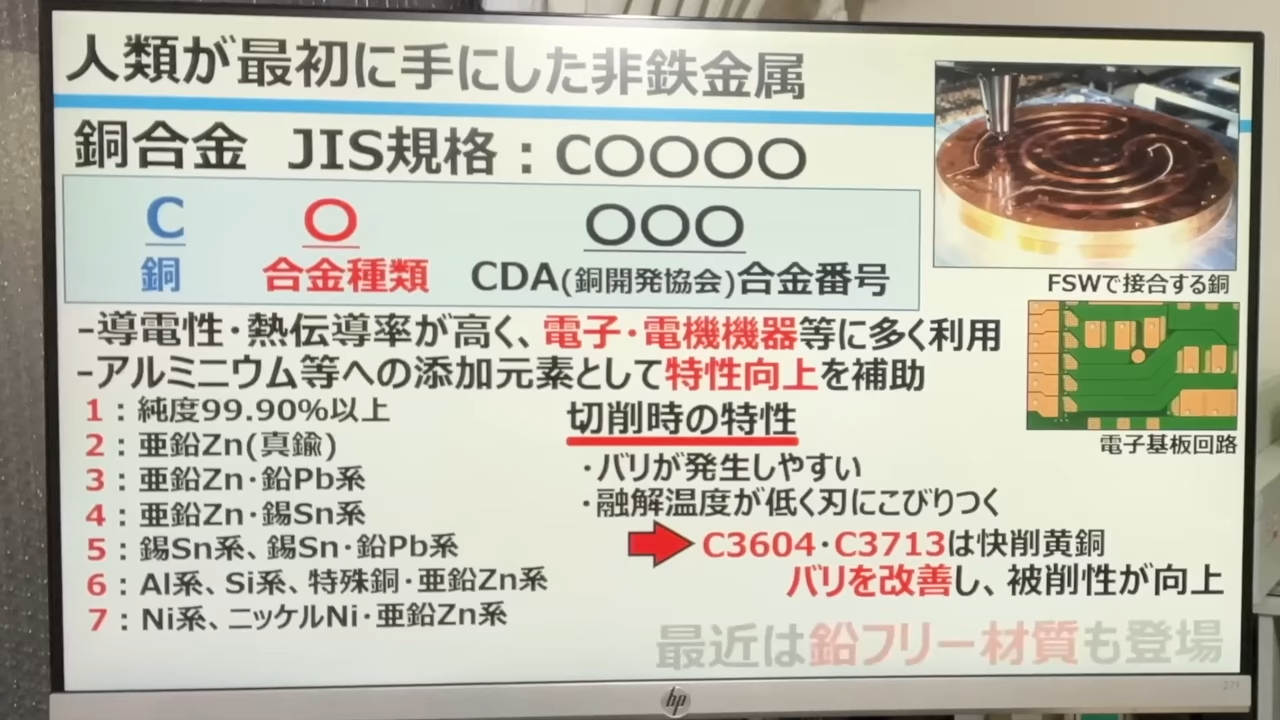 人類が最初に手にした非鉄金属
銅合金 JIS規格：C〇〇〇〇
C 〇 〇〇〇
銅 合金種類 CDA(銅開発協会)合金番号
FSWで接合する銅
-導電性・熱伝導率が高く、電子・電機機器等に多く利用
-アルミニウム等への添加元素として特性向上を補助
電子基板回路
1：純度99.90%以上
2：亜鉛Zn(真鍮)
3：亜鉛Zn・鉛Pb系
4：亜鉛Zn・錫Sn系
5：錫Sn系、錫Sn・鉛Pb系
6：Al系、Si系、特殊銅・亜鉛Zn系
7：Ni系、ニッケルNi・亜鉛Zn系
切削時の特性
・バリが発生しやすい
・融解温度が低く刃にこびりつく
C3604・C3713は快削黄銅
バリを改善し、被削性が向上
最近は鉛フリー材質も登場
hp